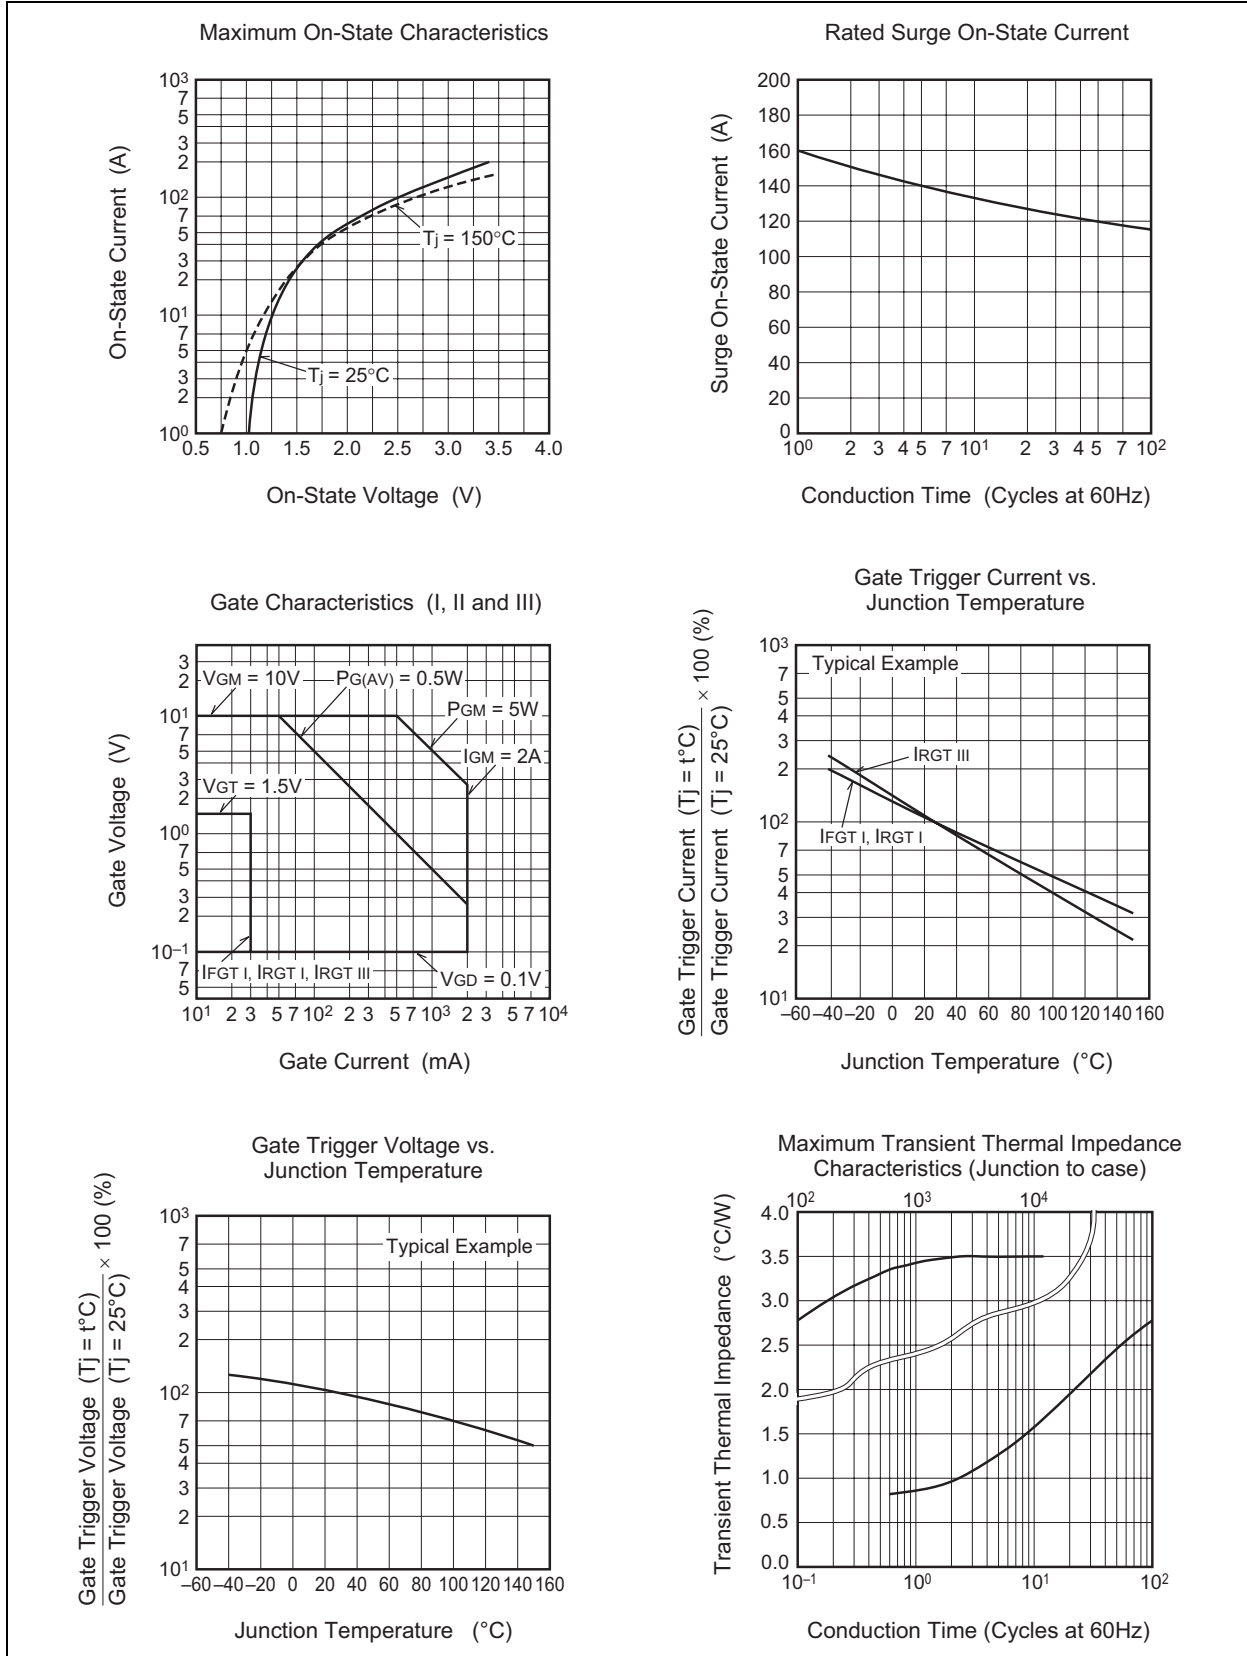 Maximum On-State Characteristics
On-State Current (A)
10³
7
5
3
2
10²
7
5
3
2
10¹
7
5
3
2
10⁰
Tj = 150°C
Tj = 25°C
0.5 1.0 1.5 2.0 2.5 3.0 3.5 4.0
On-State Voltage (V)
Rated Surge On-State Current
Surge On-State Current (A)
200
180
160
140
120
100
80
60
40
20
0
10⁰ 2 3 4 5 7 10¹ 2 3 4 5 7 10²
Conduction Time (Cycles at 60Hz)
Gate Characteristics (I, II and III)
Gate Voltage (V)
3
2
10¹
7
5
3
2
10⁰
7
5
3
2
10⁻¹
7
5
VGM = 10V
PG(AV) = 0.5W
PGM = 5W
IGM = 2A
VGT = 1.5V
IFGT I, IRGT I, IRGT III
VGD = 0.1V
10¹ 2 3 5 7 10² 2 3 5 7 10³ 2 3 5 7 10⁴
Gate Current (mA)
Gate Trigger Current vs.
Junction Temperature
Gate Trigger Current (Tj = t°C)
Gate Trigger Current (Tj = 25°C)
× 100 (%)
10³
7
5
4
3
2
10²
7
5
4
3
2
10¹
Typical Example
IRGT III
IFGT I, IRGT I
–60 –40 –20 0 20 40 60 80 100 120 140 160
Junction Temperature (°C)
Gate Trigger Voltage vs.
Junction Temperature
Gate Trigger Voltage (Tj = t°C)
Gate Trigger Voltage (Tj = 25°C)
× 100 (%)
10³
7
5
4
3
2
10²
7
5
4
3
2
10¹
Typical Example
–60 –40 –20 0 20 40 60 80 100 120 140 160
Junction Temperature (°C)
Maximum Transient Thermal Impedance
Characteristics (Junction to case)
10² 10³ 10⁴
Transient Thermal Impedance (°C/W)
4.0
3.5
3.0
2.5
2.0
1.5
1.0
0.5
0.0
10⁻¹ 10⁰ 10¹ 10²
Conduction Time (Cycles at 60Hz)